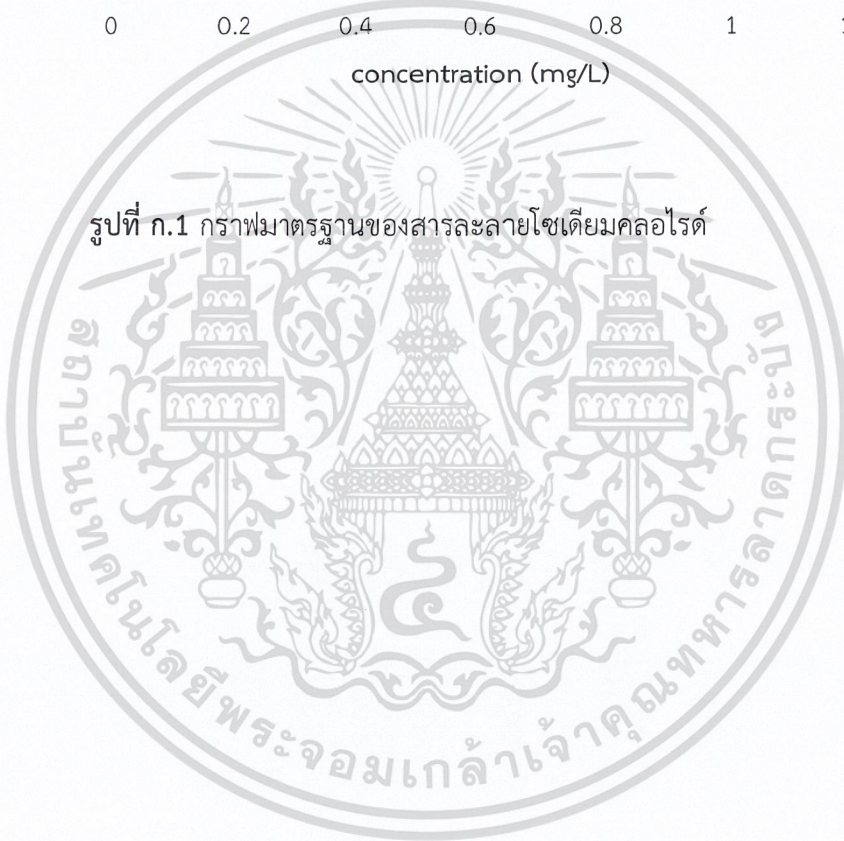 0 0.2 0.4 0.6 0.8 1
concentration (mg/L)
รูปที่ ก.1 กราฟมาตรฐานของสารละลายโซเดียมคลอไรด์
สถาบันเทคโนโลยีพระจอมเกล้าเจ้าคุณทหารลาดกระบัง
๔